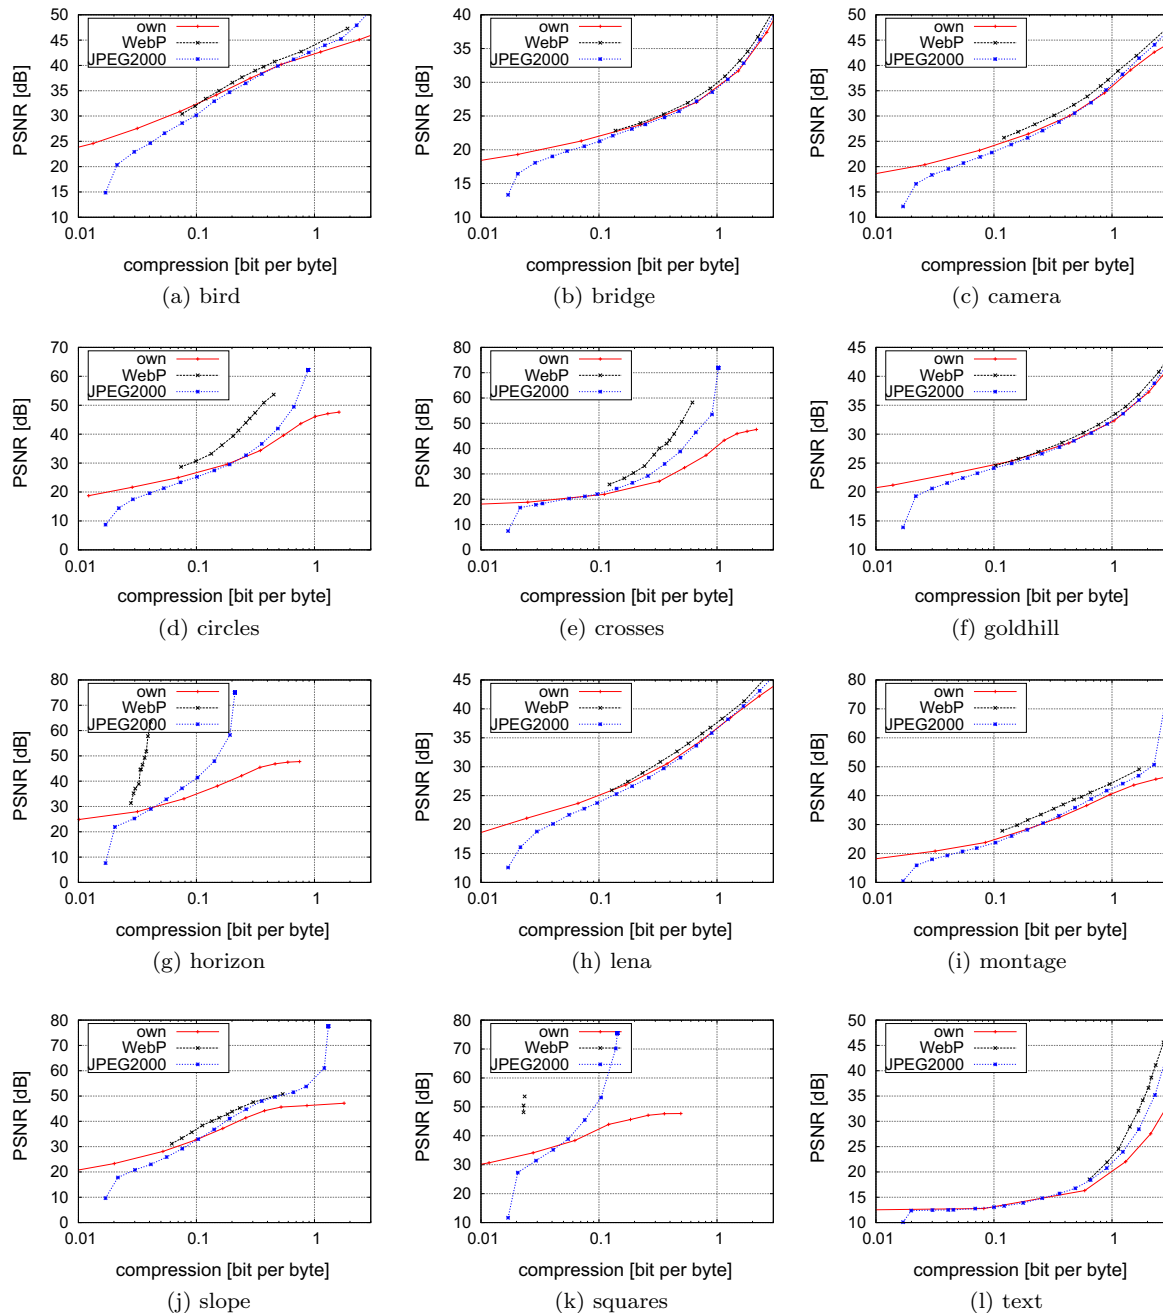 50
45
40
35
30
25
20
15
10
PSNR [dB]
own
WebP
JPEG2000
0.01 0.1 1
compression [bit per byte]
(a) bird
40
35
30
25
20
15
10
PSNR [dB]
own
WebP
JPEG2000
0.01 0.1 1
compression [bit per byte]
(b) bridge
50
45
40
35
30
25
20
15
10
PSNR [dB]
own
WebP
JPEG2000
0.01 0.1 1
compression [bit per byte]
(c) camera
70
60
50
40
30
20
10
0
PSNR [dB]
own
WebP
JPEG2000
0.01 0.1 1
compression [bit per byte]
(d) circles
80
70
60
50
40
30
20
10
0
PSNR [dB]
own
WebP
JPEG2000
0.01 0.1 1
compression [bit per byte]
(e) crosses
45
40
35
30
25
20
15
10
PSNR [dB]
own
WebP
JPEG2000
0.01 0.1 1
compression [bit per byte]
(f) goldhill
80
70
60
50
40
30
20
10
0
PSNR [dB]
own
WebP
JPEG2000
0.01 0.1 1
compression [bit per byte]
(g) horizon
45
40
35
30
25
20
15
10
PSNR [dB]
own
WebP
JPEG2000
0.01 0.1 1
compression [bit per byte]
(h) lena
80
70
60
50
40
30
20
10
PSNR [dB]
own
WebP
JPEG2000
0.01 0.1 1
compression [bit per byte]
(i) montage
80
70
60
50
40
30
20
10
0
PSNR [dB]
own
WebP
JPEG2000
0.01 0.1 1
compression [bit per byte]
(j) slope
80
70
60
50
40
30
20
10
PSNR [dB]
own
WebP
JPEG2000
0.01 0.1 1
compression [bit per byte]
(k) squares
50
45
40
35
30
25
20
15
10
PSNR [dB]
own
WebP
JPEG2000
0.01 0.1 1
compression [bit per byte]
(l) text